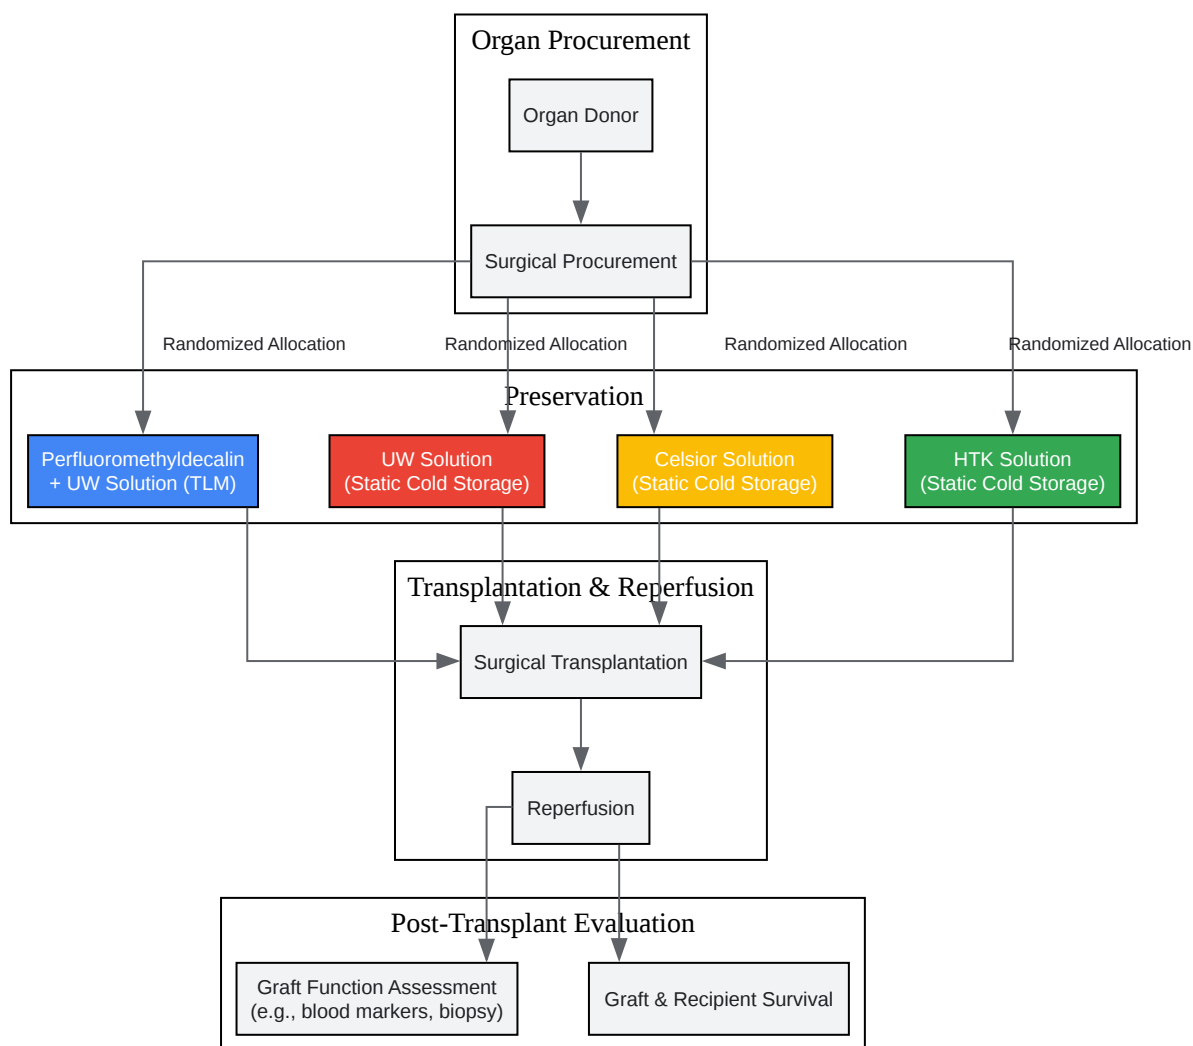 Organ Procurement
Organ Donor
Surgical Procurement
Randomized Allocation
Randomized Allocation
Randomized Allocation
Randomized Allocation
Preservation
Perfluoromethyldecalin
+ UW Solution (TLM)
UW Solution
(Static Cold Storage)
Celsior Solution
(Static Cold Storage)
HTK Solution
(Static Cold Storage)
Transplantation & Reperfusion
Surgical Transplantation
Reperfusion
Post-Transplant Evaluation
Graft Function Assessment
(e.g., blood markers, biopsy)
Graft & Recipient Survival